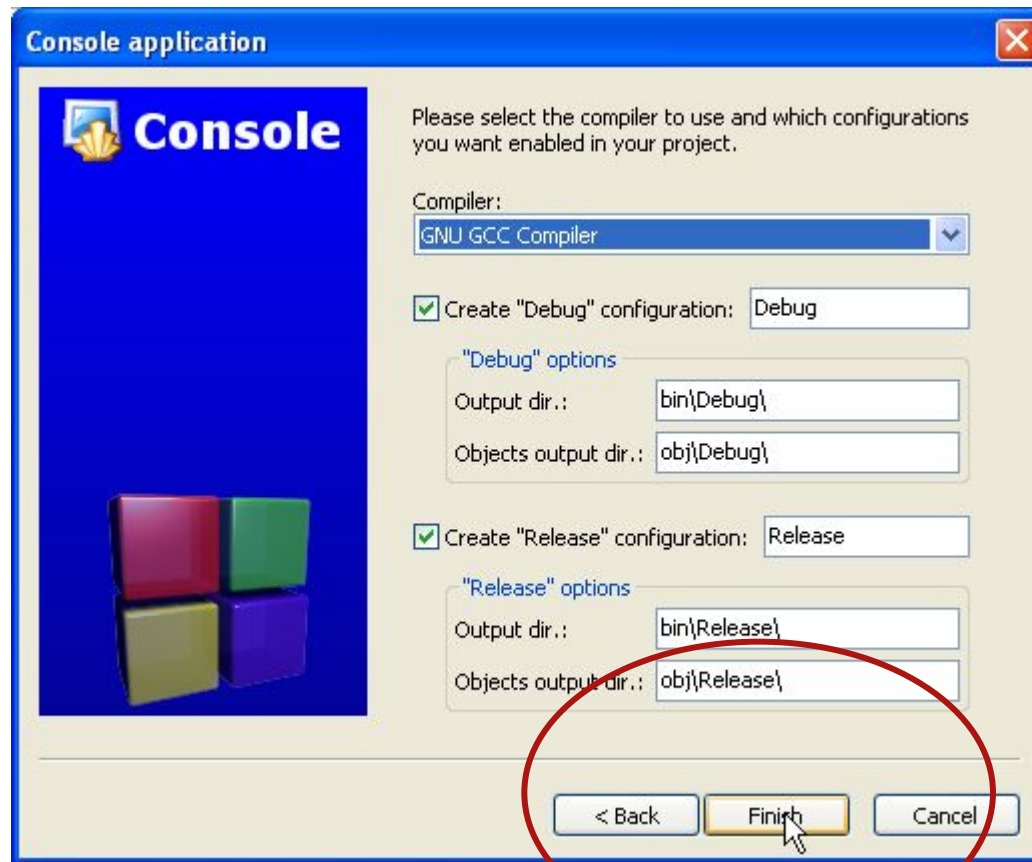 Console application
Console
Please select the compiler to use and which configurations
you want enabled in your project.
Compiler:
GNU GCC Compiler
Create "Debug" configuration: Debug
"Debug" options
Output dir.: bin\Debug\
Objects output dir.: obj\Debug\
Create "Release" configuration: Release
"Release" options
Output dir.: bin\Release\
Objects output dir.: obj\Release\
< Back Finish Cancel